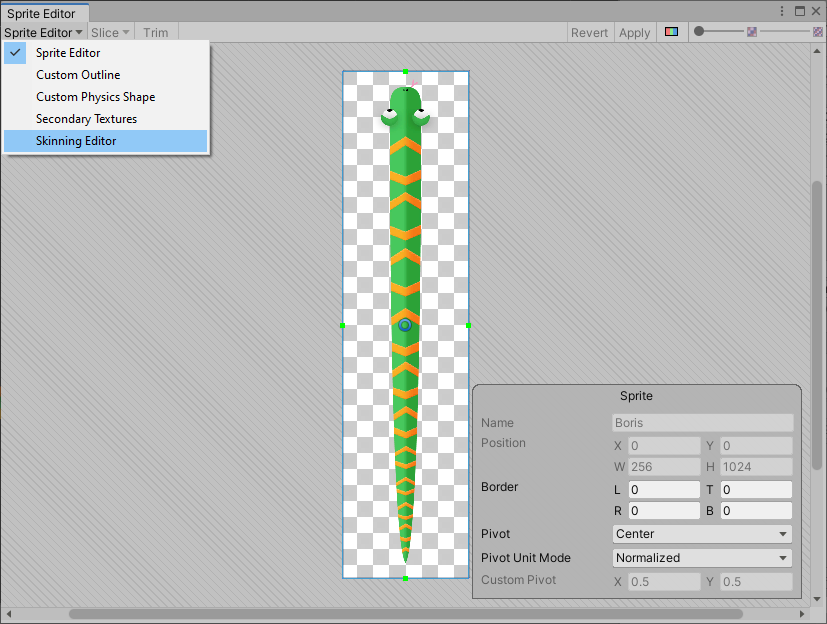 Sprite Editor
Sprite Editor Slice Trim Revert Apply
Sprite Editor
Custom Outline
Custom Physics Shape
Secondary Textures
Skinning Editor
Sprite
Name Boris
Position X 0 Y 0
W 256 H 1024
Border L 0 T 0
R 0 B 0
Pivot Center
Pivot Unit Mode Normalized
Custom Pivot X 0.5 Y 0.5